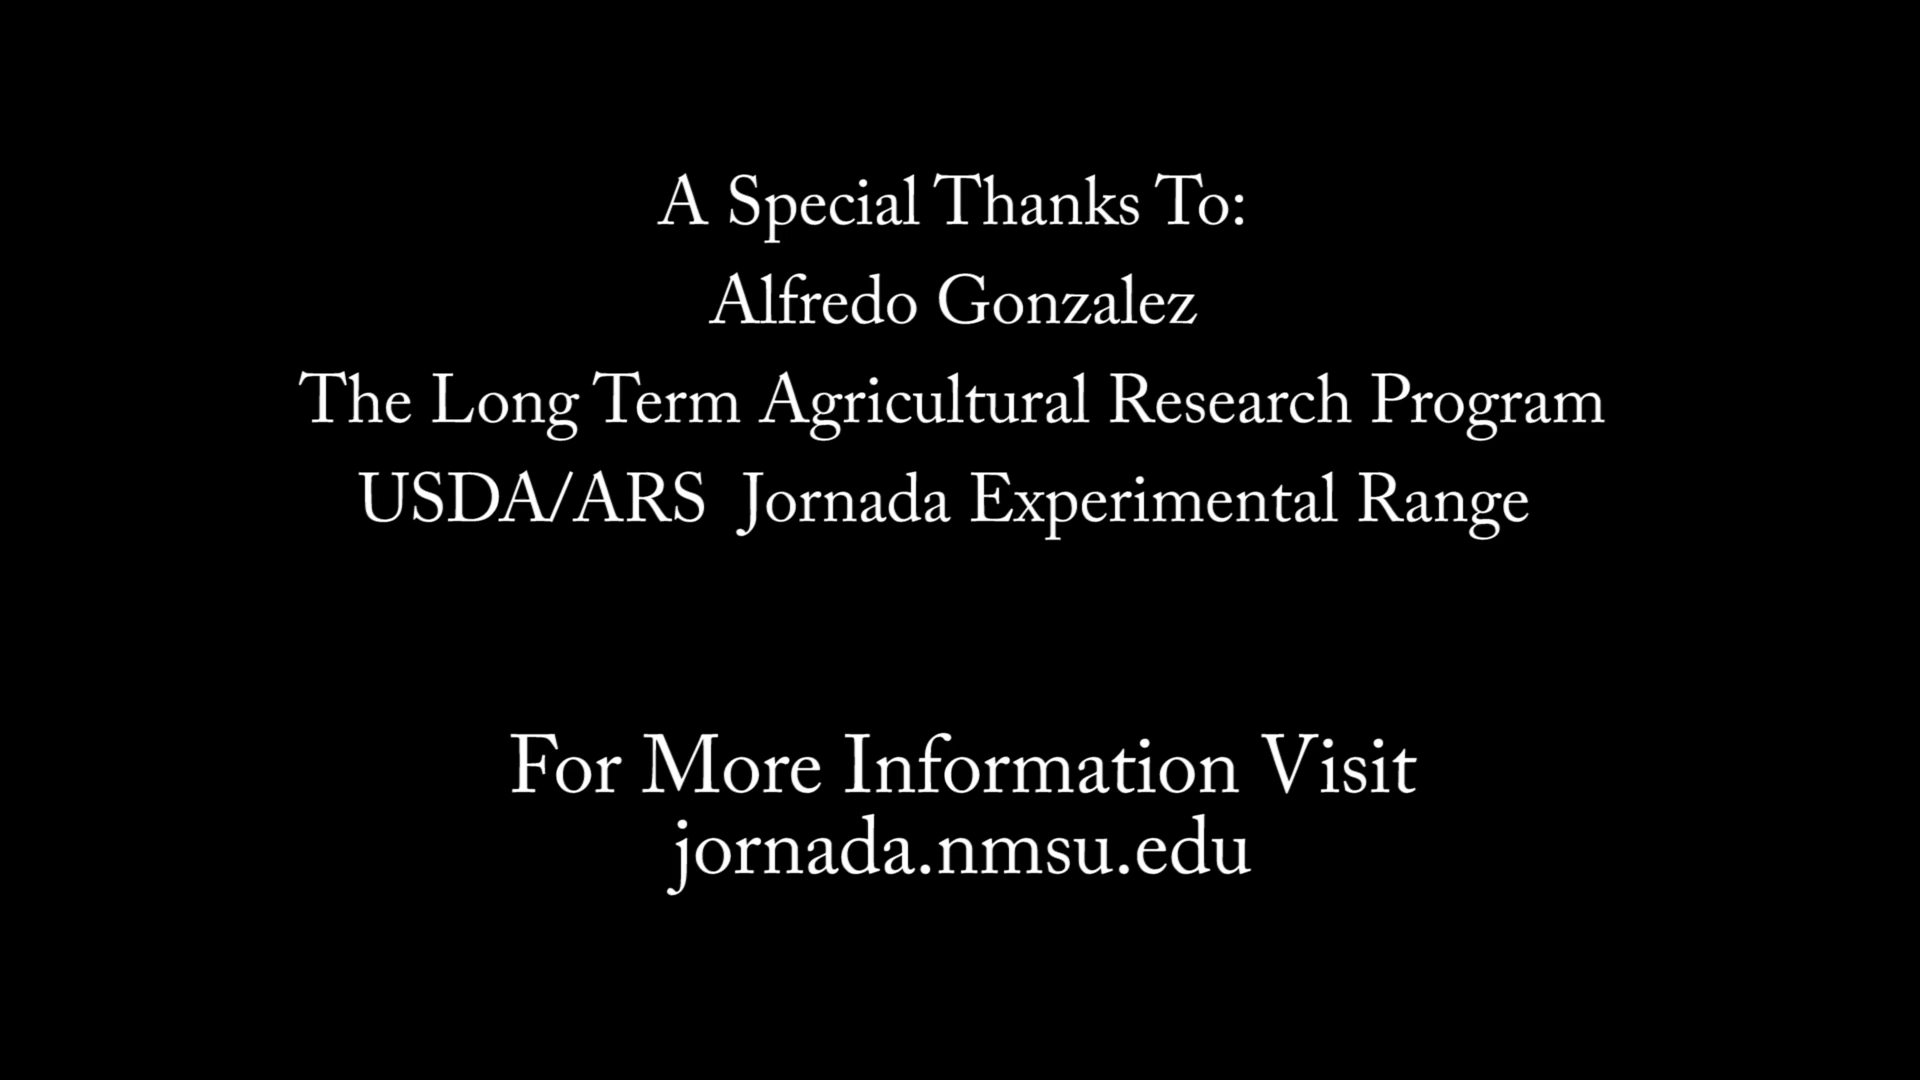 A Special Thanks To:
Alfredo Gonzalez
The Long Term Agricultural Research Program
USDA/ARS  Jornada Experimental Range
For More Information Visit
jornada.nmsu.edu